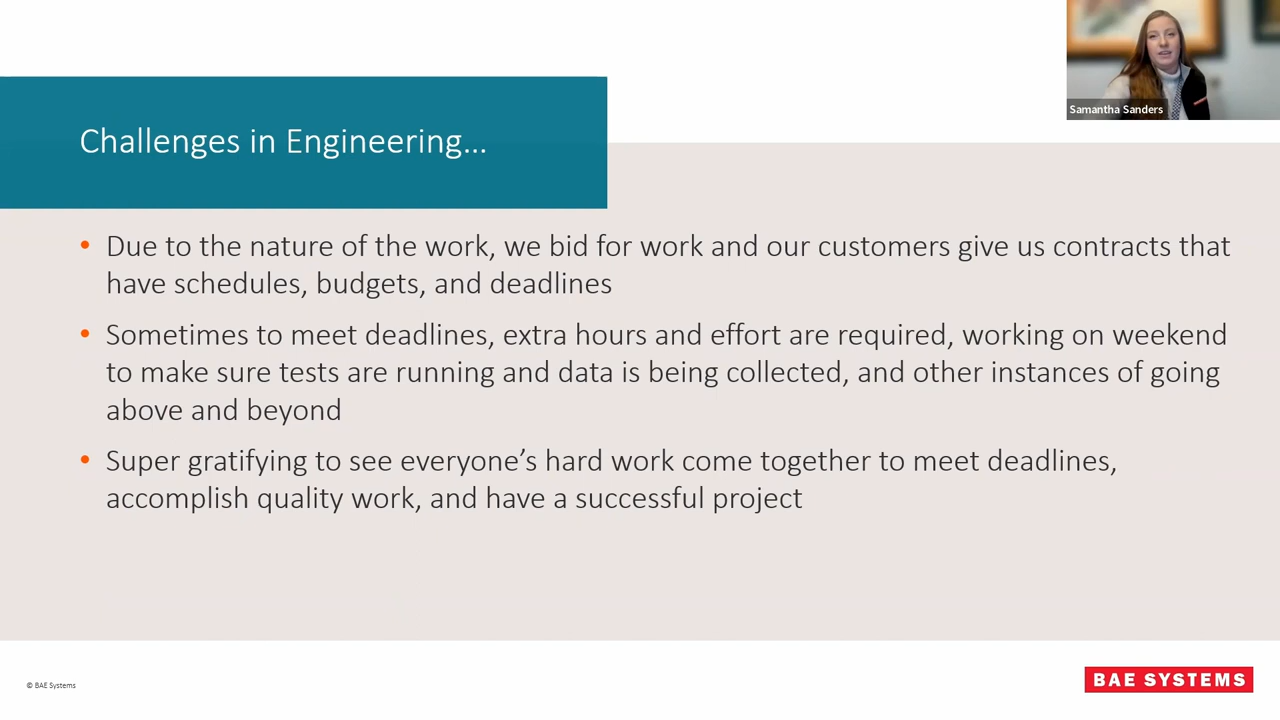 Samantha Sanders
Challenges in Engineering...
• Due to the nature of the work, we bid for work and our customers give us contracts that
have schedules, budgets, and deadlines
• Sometimes to meet deadlines, extra hours and effort are required, working on weekend
to make sure tests are running and data is being collected, and other instances of going
above and beyond
• Super gratifying to see everyone’s hard work come together to meet deadlines,
accomplish quality work, and have a successful project
© BAE Systems
BAE SYSTEMS